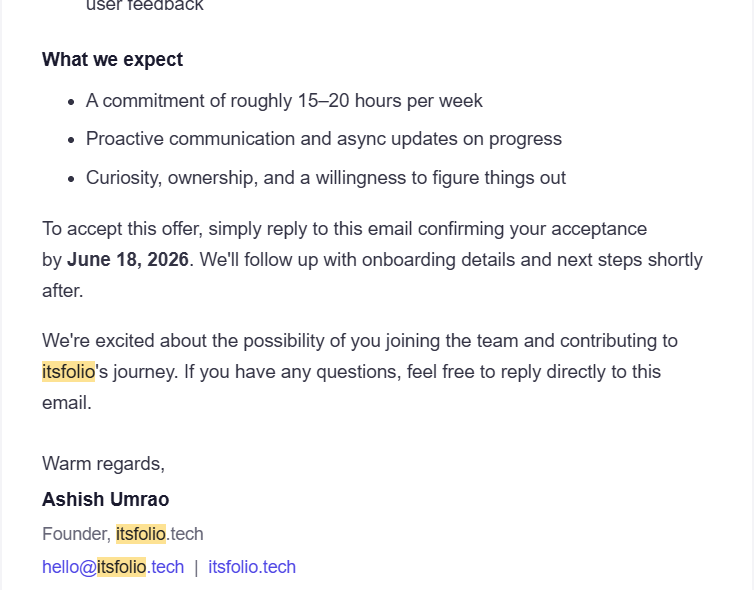 user feedback
What we expect
• A commitment of roughly 15–20 hours per week
• Proactive communication and async updates on progress
• Curiosity, ownership, and a willingness to figure things out
To accept this offer, simply reply to this email confirming your acceptance
by June 18, 2026. We'll follow up with onboarding details and next steps shortly
after.
We're excited about the possibility of you joining the team and contributing to
itsfolio's journey. If you have any questions, feel free to reply directly to this
email.
Warm regards,
Ashish Umrao
Founder, itsfolio.tech
hello@itsfolio.tech | itsfolio.tech